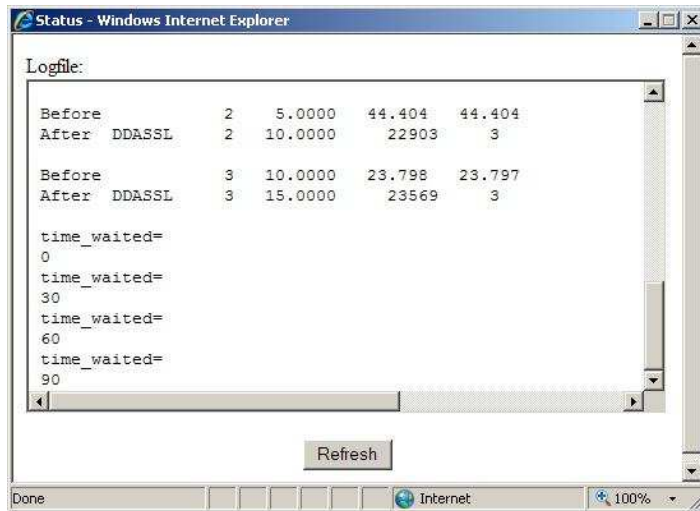 Status - Windows Internet Explorer
Logfile:
Before 2 5.0000 44.404 44.404
After DDASSL 2 10.0000 22903 3
Before 3 10.0000 23.798 23.797
After DDASSL 3 15.0000 23569 3
time_waited=
0
time_waited=
30
time_waited=
60
time_waited=
90
Refresh
Done Internet 100%